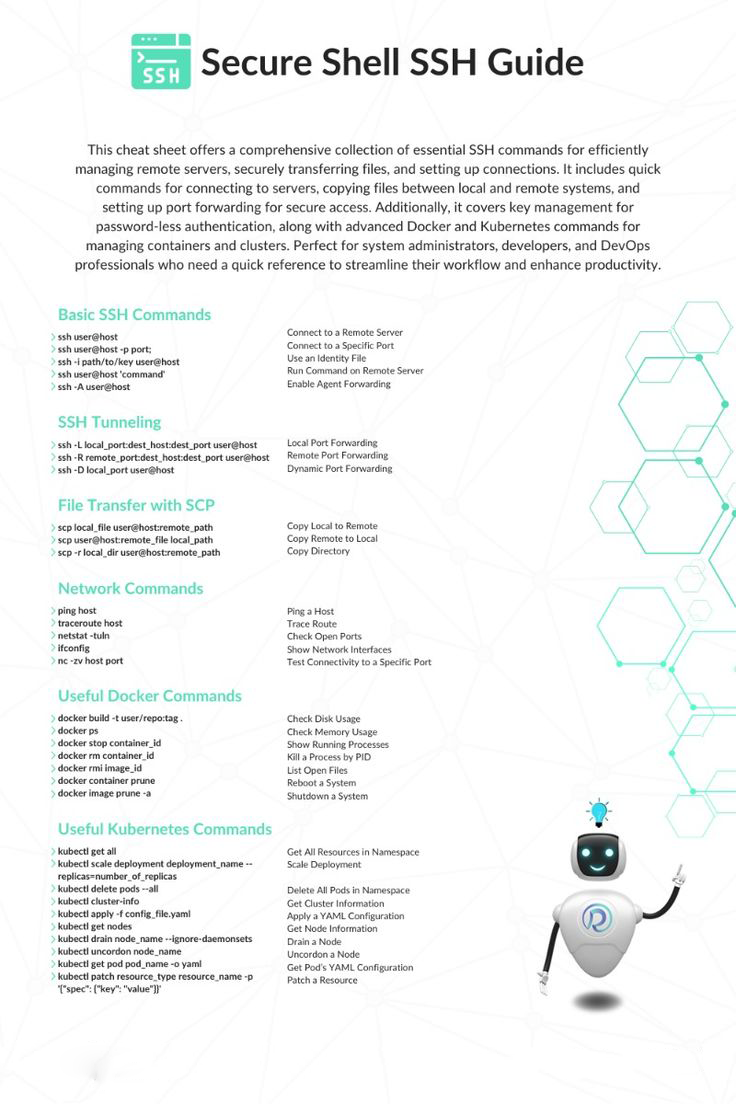 SSH
Secure Shell SSH Guide
This cheat sheet offers a comprehensive collection of essential SSH commands for efficiently
managing remote servers, securely transferring files, and setting up connections. It includes quick
commands for connecting to servers, copying files between local and remote systems, and
setting up port forwarding for secure access. Additionally, it covers key management for
password-less authentication, along with advanced Docker and Kubernetes commands for
managing containers and clusters. Perfect for system administrators, developers, and DevOps
professionals who need a quick reference to streamline their workflow and enhance productivity.
Basic SSH Commands
ssh user@host Connect to a Remote Server
ssh user@host -p port; Connect to a Specific Port
ssh -i path/to/key user@host Use an Identity File
ssh user@host 'command' Run Command on Remote Server
ssh -A user@host Enable Agent Forwarding
SSH Tunneling
ssh -L local_port:dest_host:dest_port user@host Local Port Forwarding
ssh -R remote_port:dest_host:dest_port user@host Remote Port Forwarding
ssh -D local_port user@host Dynamic Port Forwarding
File Transfer with SCP
scp local_file user@host:remote_path Copy Local to Remote
scp user@host:remote_file local_path Copy Remote to Local
scp -r local_dir user@host:remote_path Copy Directory
Network Commands
ping host Ping a Host
traceroute host Trace Route
netstat -tuln Check Open Ports
ifconfig Show Network Interfaces
nc -zv host port Test Connectivity to a Specific Port
Useful Docker Commands
docker build -t user/repo:tag . Check Disk Usage
docker ps Check Memory Usage
docker stop container_id Show Running Processes
docker rm container_id Kill a Process by PID
docker rmi image_id List Open Files
docker container prune Reboot a System
docker image prune -a Shutdown a System
Useful Kubernetes Commands
kubectl get all Get All Resources in Namespace
kubectl scale deployment deployment_name -- Scale Deployment
replicas=number_of_replicas
kubectl delete pods --all Delete All Pods in Namespace
kubectl cluster-info Get Cluster Information
kubectl apply -f config_file.yaml Apply a YAML Configuration
kubectl get nodes Get Node Information
kubectl drain node_name --ignore-daemonsets Drain a Node
kubectl uncordon node_name Uncordon a Node
kubectl get pod pod_name -o yaml Get Pod's YAML Configuration
kubectl patch resource_type resource_name -p Patch a Resource
'{"spec": {"key": "value"}}'